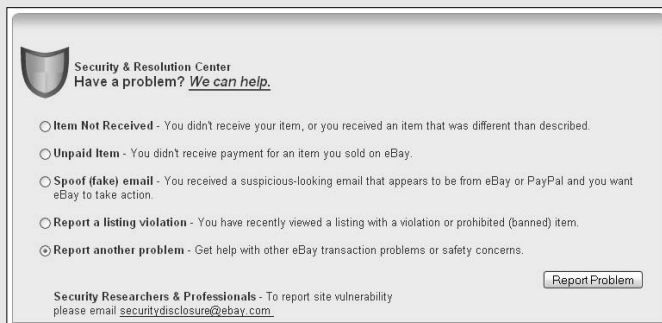 Security & Resolution Center
Have a problem? We can help.
Item Not Received - You didn't receive your item, or you received an item that was different than described.
Unpaid Item - You didn't receive payment for an item you sold on eBay.
Spoof (fake) email - You received a suspicious-looking email that appears to be from eBay or PayPal and you want
eBay to take action.
Report a listing violation - You have recently viewed a listing with a violation or prohibited (banned) item.
Report another problem - Get help with other eBay transaction problems or safety concerns.
Report Problem
Security Researchers & Professionals - To report site vulnerability
please email securitydisclosure@ebay.com